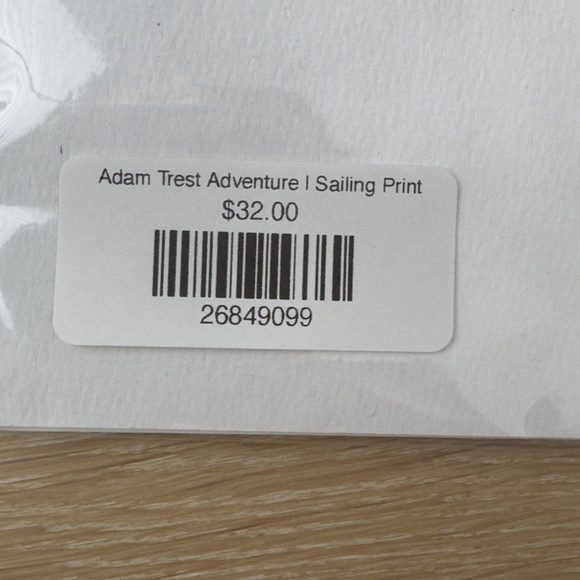 Adam Trest Adventure | Sailing Print
$32.00
26849099